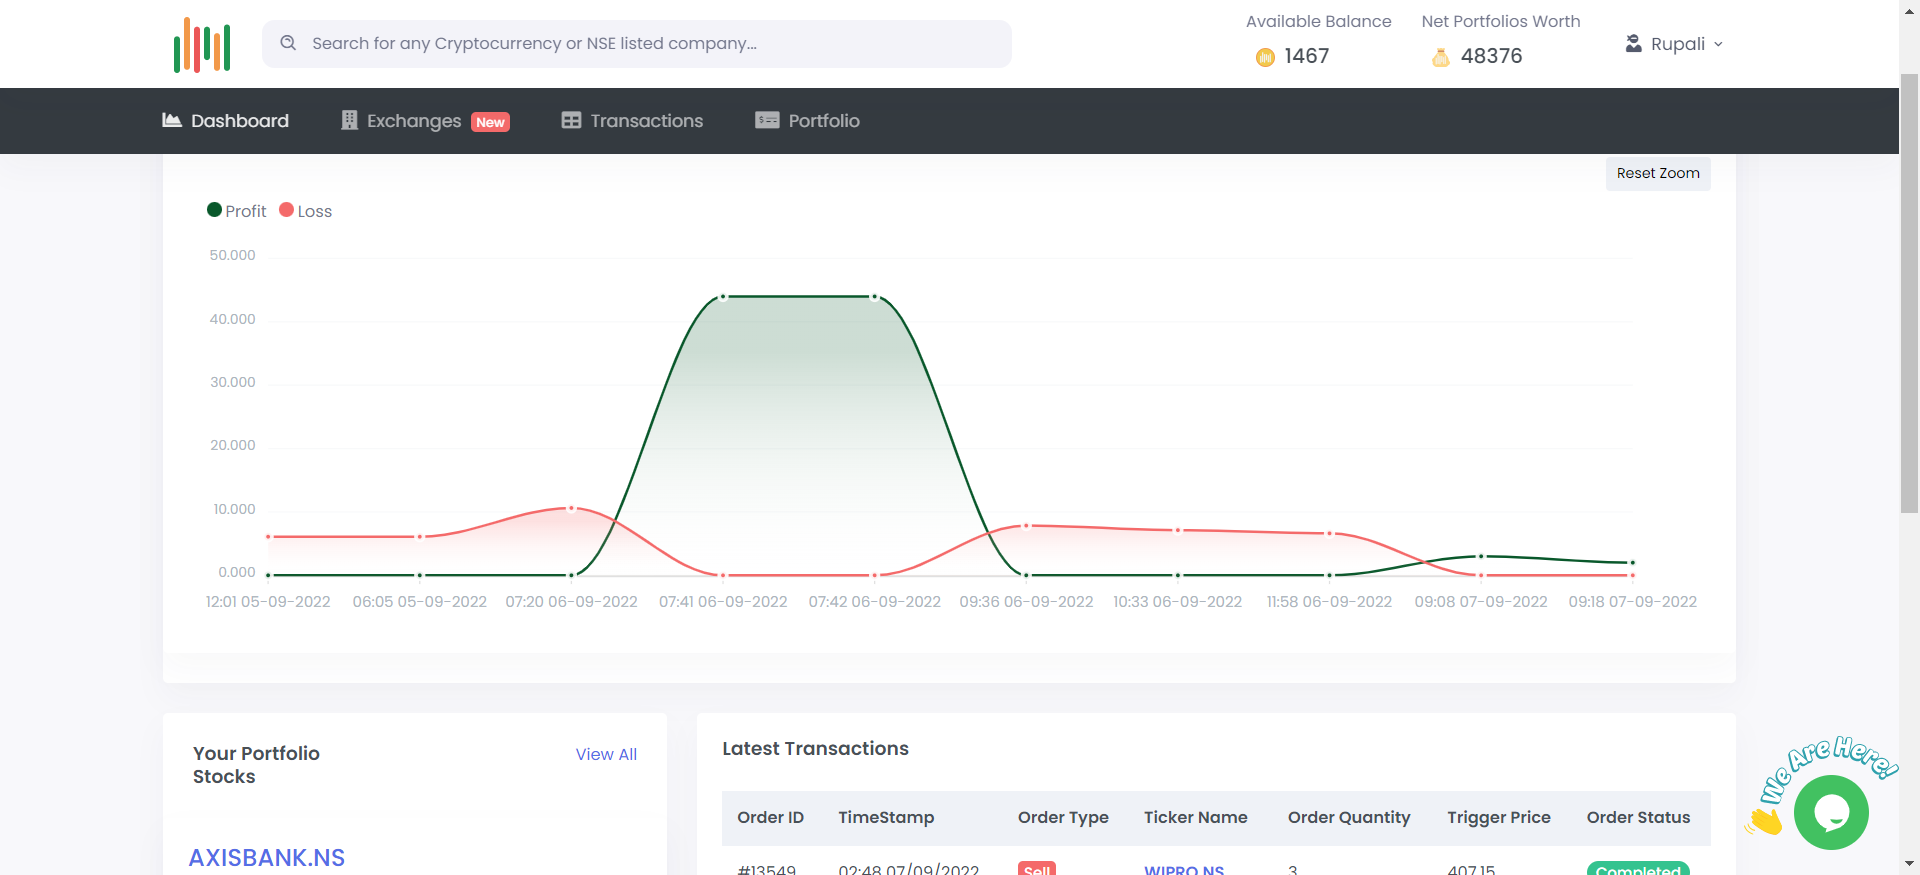 Search for any Cryptocurrency or NSE listed company...
Available Balance
1467
Net Portfolios Worth
48376
Rupali
Dashboard
Exchanges New
Transactions
Portfolio
Reset Zoom
Profit Loss
50.000
40.000
30.000
20.000
10.000
0.000
12:01 05-09-2022 06:05 05-09-2022 07:20 06-09-2022 07:41 06-09-2022 07:42 06-09-2022 09:36 06-09-2022 10:33 06-09-2022 11:58 06-09-2022 09:08 07-09-2022 09:18 07-09-2022
Your Portfolio
Stocks
View All
AXISBANK.NS
Latest Transactions
Order ID TimeStamp Order Type Ticker Name Order Quantity Trigger Price Order Status
#13549 02:48 07/09/2022 Sell WIPRO.NS 3 407.15 Completed
We Are Here!